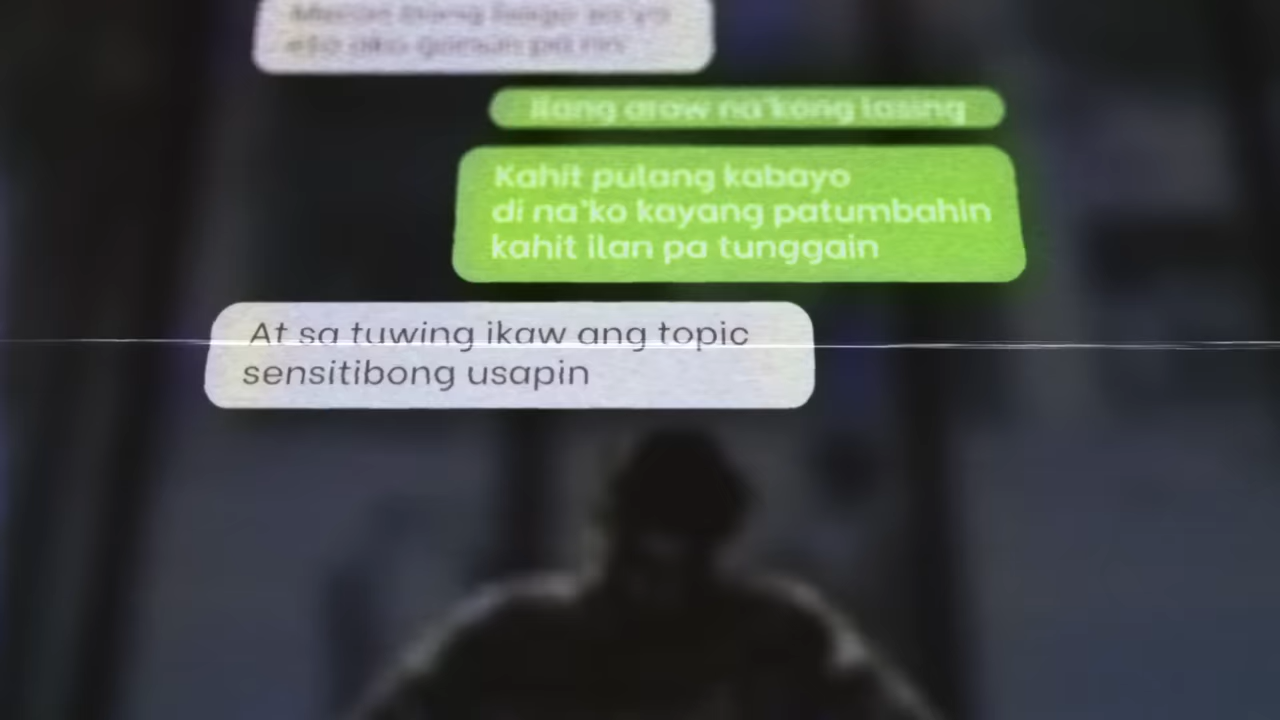 ilang araw na'kong lasing
Kahit pulang kabayo
di na'ko kayang patumbahin
kahit ilan pa tunggain
At sa tuwing ikaw ang topic
sensitibong usapin